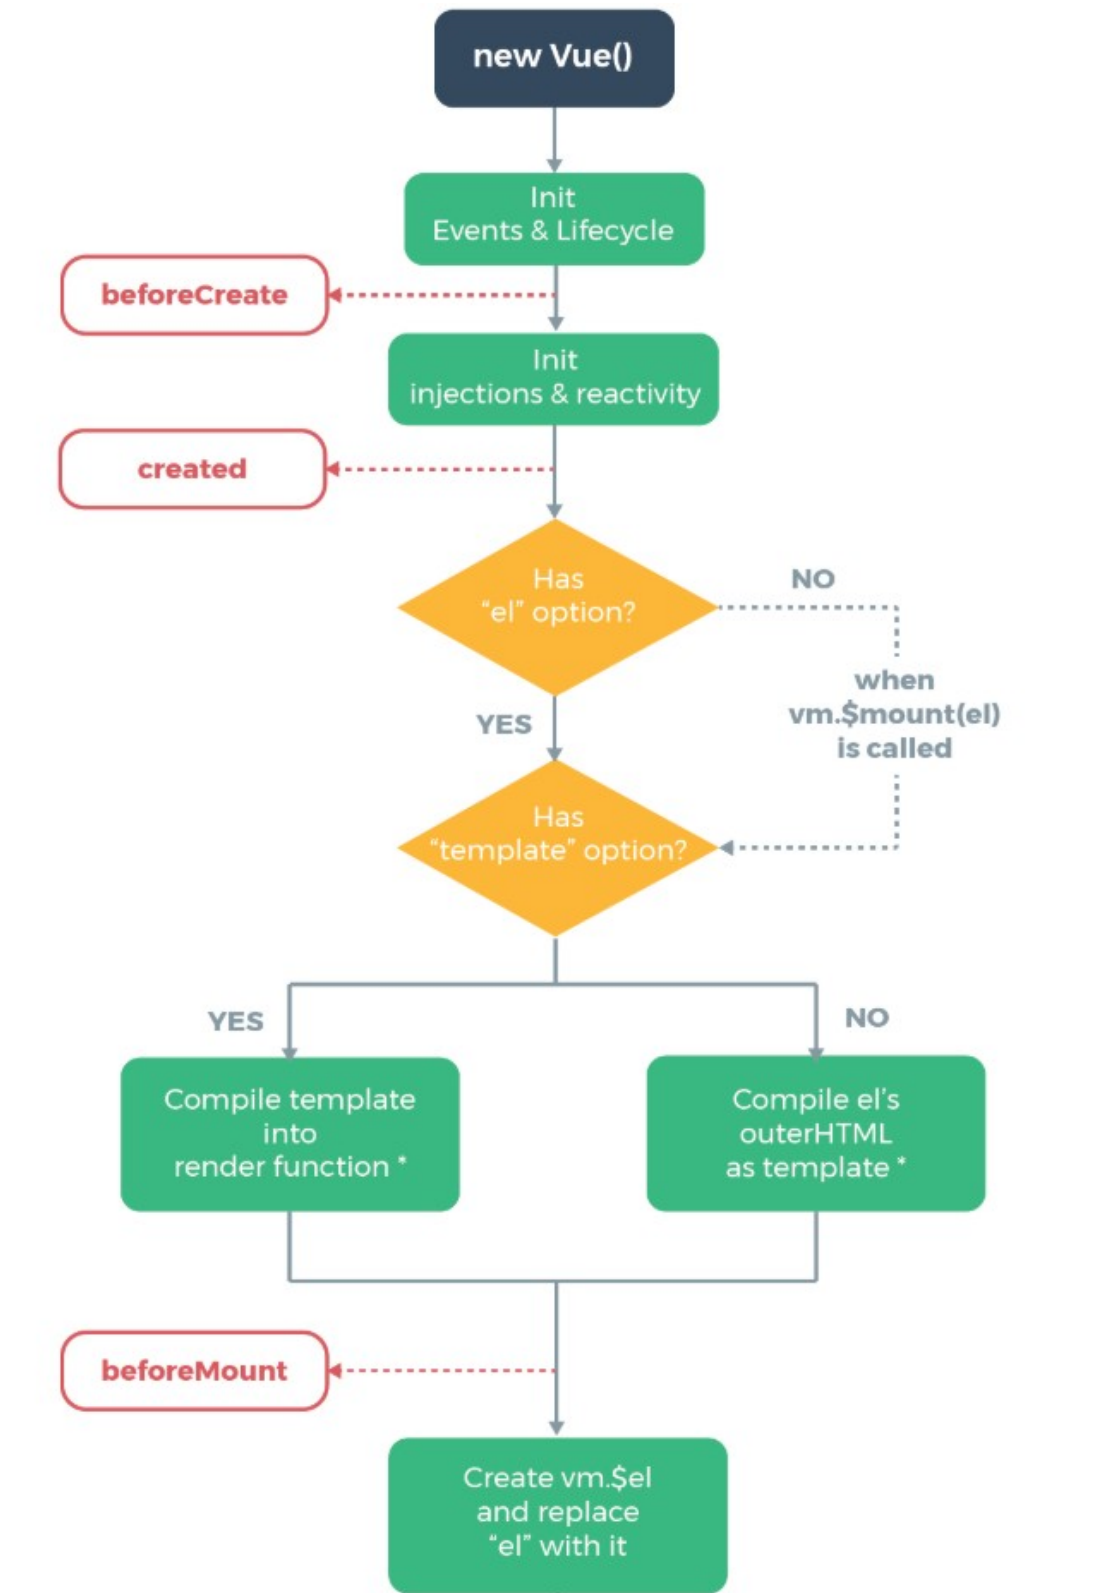 new Vue()
Init
Events & Lifecycle
beforeCreate
Init
injections & reactivity
created
Has
“el” option?
NO
when
vm.$mount(el)
is called
YES
Has
“template” option?
YES
NO
Compile template
into
render function *
Compile el’s
outerHTML
as template *
beforeMount
Create vm.$el
and replace
“el” with it